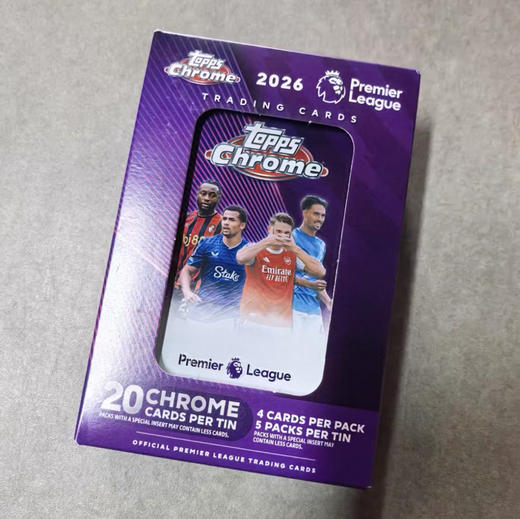 Topps
Chrome
2026
Premier
League
TRADING CARDS
Topps
Chrome
bj8
Stake
Emirates
FLY BETTER
Premier League
20 CHROME
CARDS PER TIN
PACKS WITH A SPECIAL INSERT MAY CONTAIN LESS CARDS.
4 CARDS PER PACK
5 PACKS PER TIN
PACKS WITH A SPECIAL INSERT MAY
CONTAIN LESS CARDS.
OFFICIAL PREMIER LEAGUE TRADING CARDS